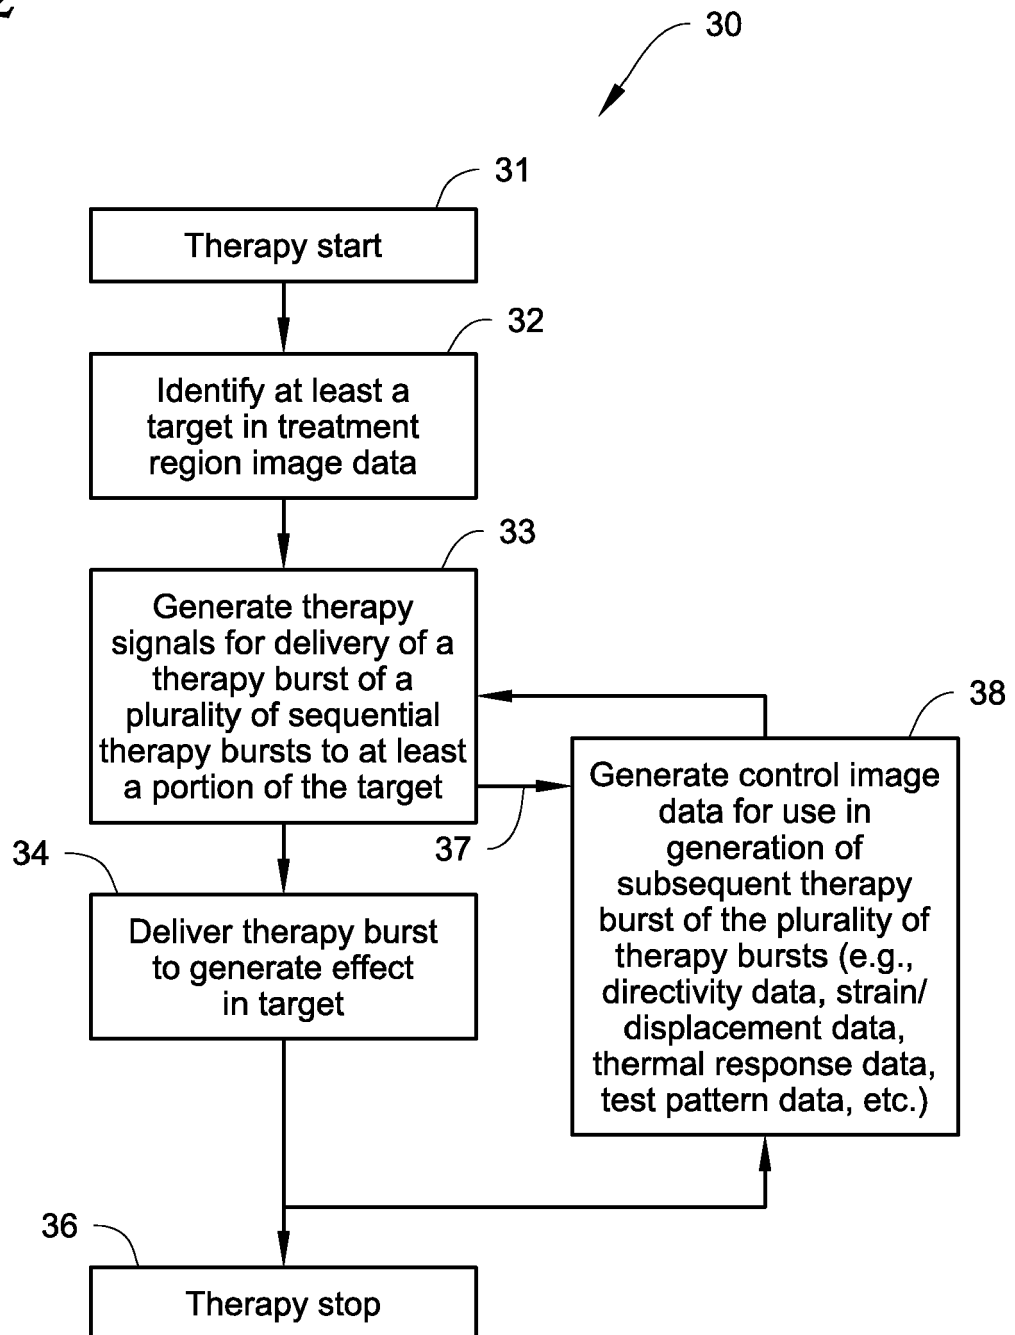 30
31
Therapy start
32
Identify at least a
target in treatment
region image data
33
Generate therapy
signals for delivery of a
therapy burst of a
plurality of sequential
therapy bursts to at least
a portion of the target
37
38
Generate control image
data for use in
generation of
subsequent therapy
burst of the plurality of
therapy bursts (e.g.,
directivity data, strain/
displacement data,
thermal response data,
test pattern data, etc.)
34
Deliver therapy burst
to generate effect
in target
36
Therapy stop